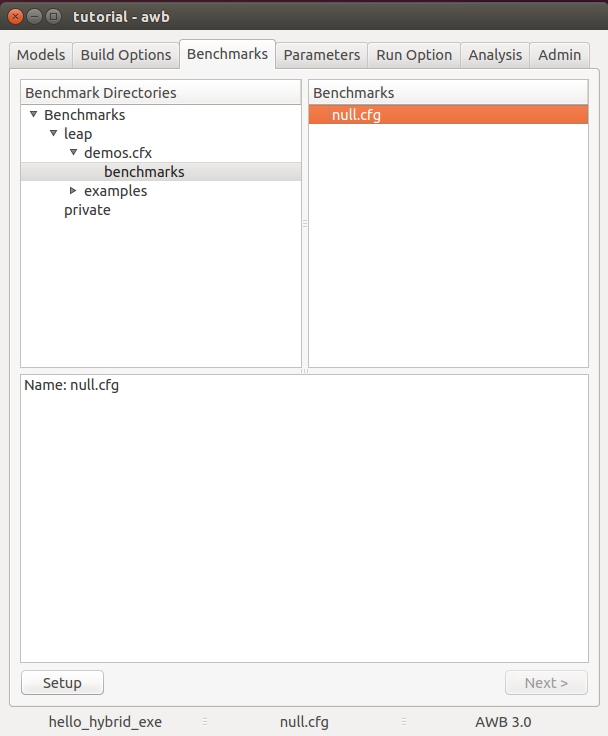 tutorial - awb
Models Build Options Benchmarks Parameters Run Option Analysis Admin
Benchmark Directories
Benchmarks
leap
demos.cfx
benchmarks
examples
private
Benchmarks
null.cfg
Name: null.cfg
Setup Next >
hello_hybrid_exe null.cfg AWB 3.0